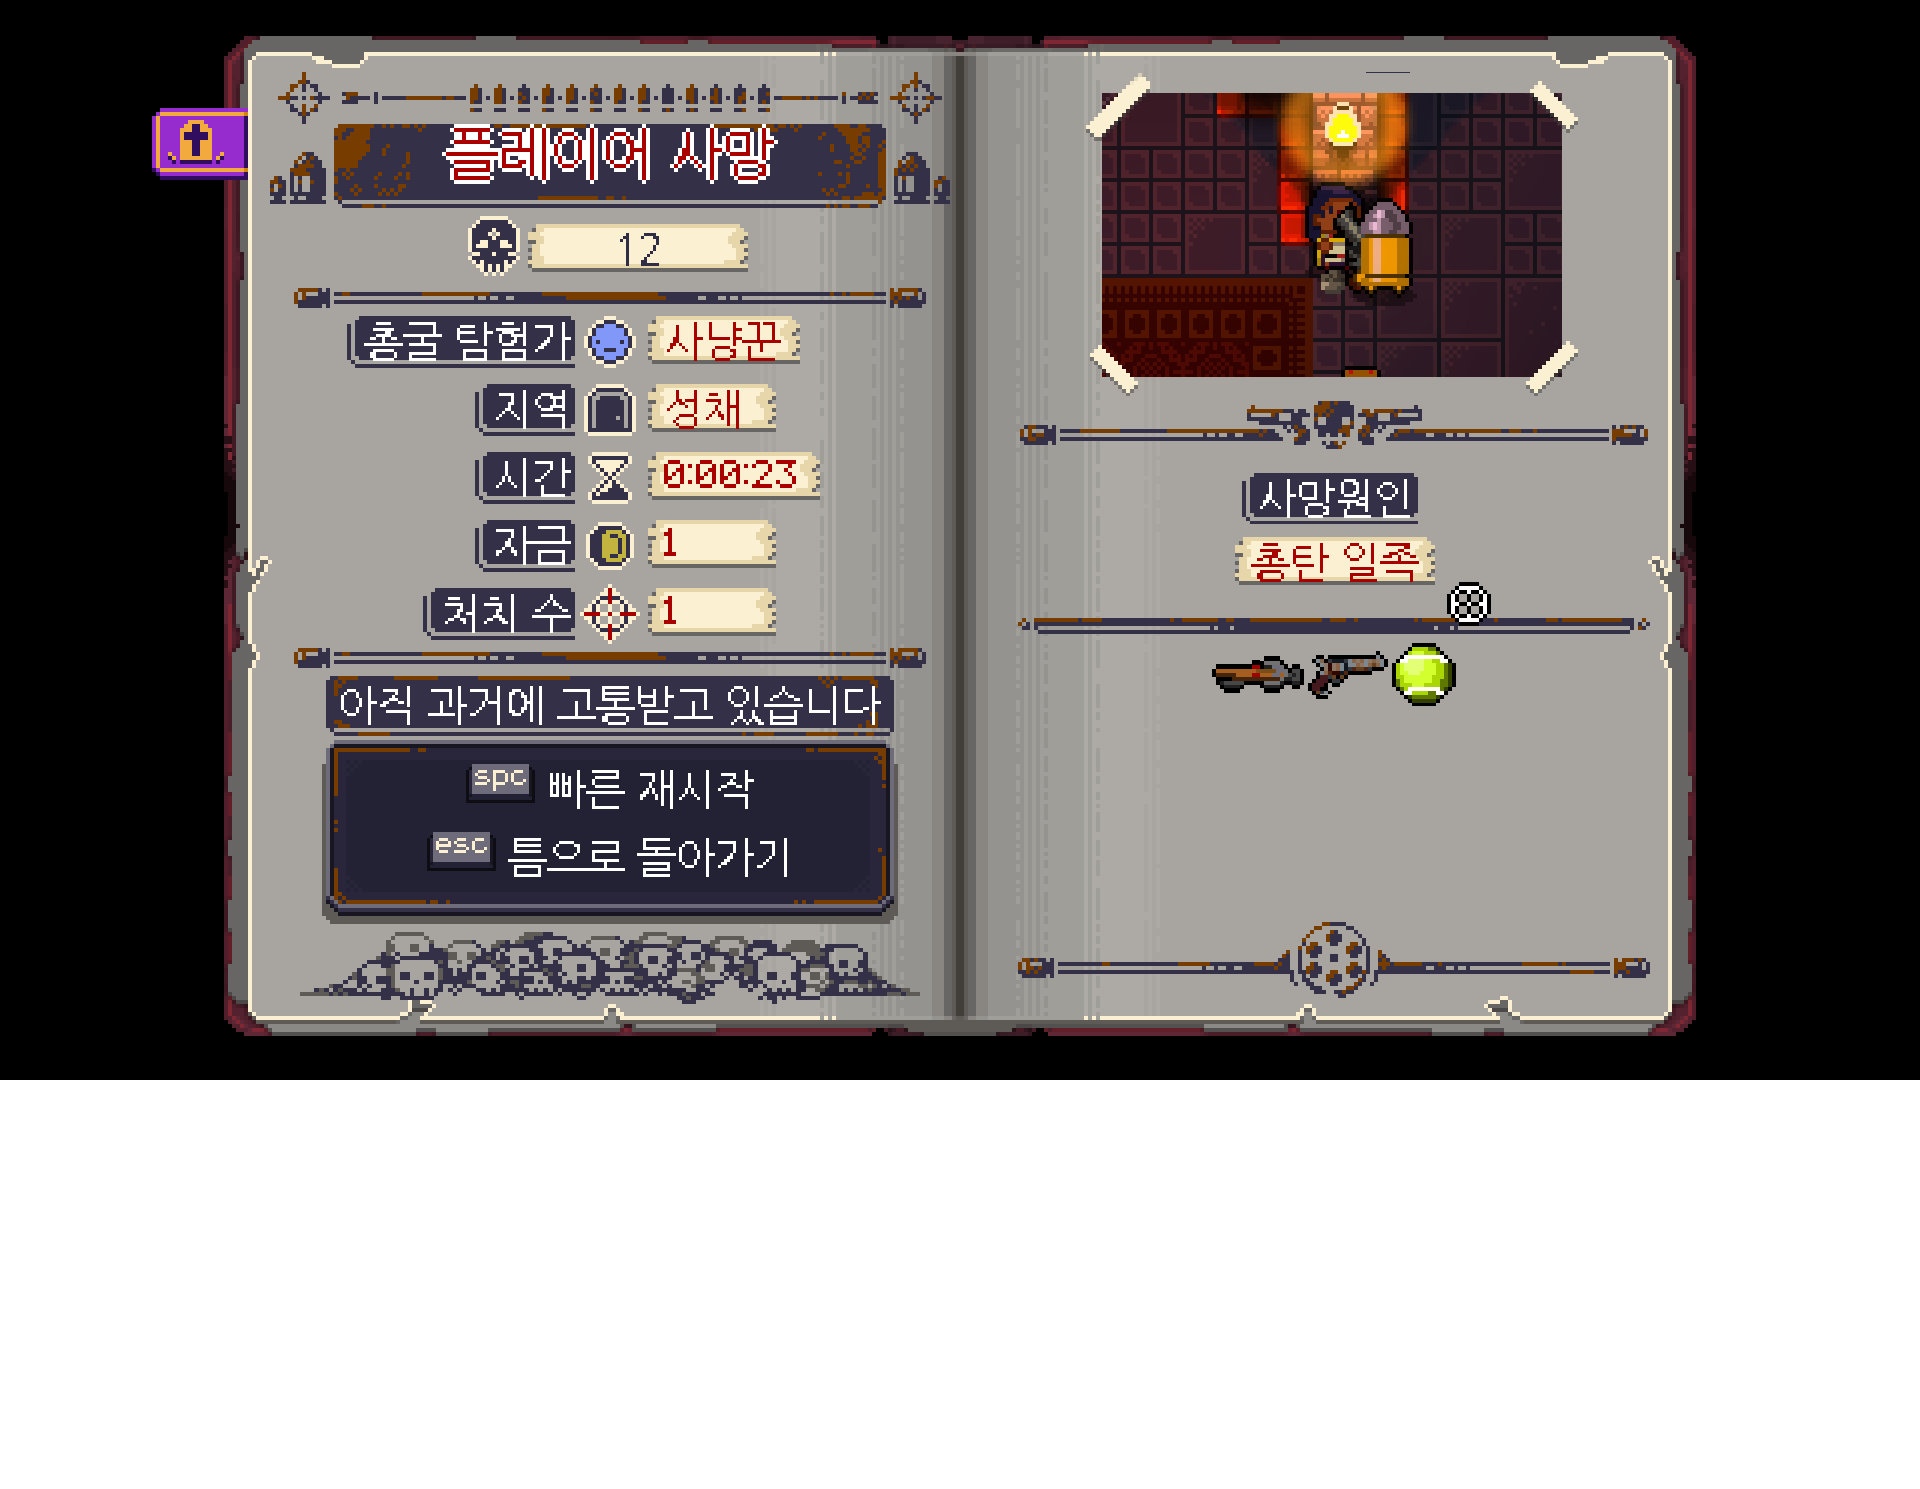 플레이어 사망
12
총굴 탐험가 사냥꾼
지역 성채
시간 0:00:23
자금 1
처치 수 1
아직 과거에 고통받고 있습니다
spc 빠른 재시작
esc 틈으로 돌아가기
사망원인
총탄 일족